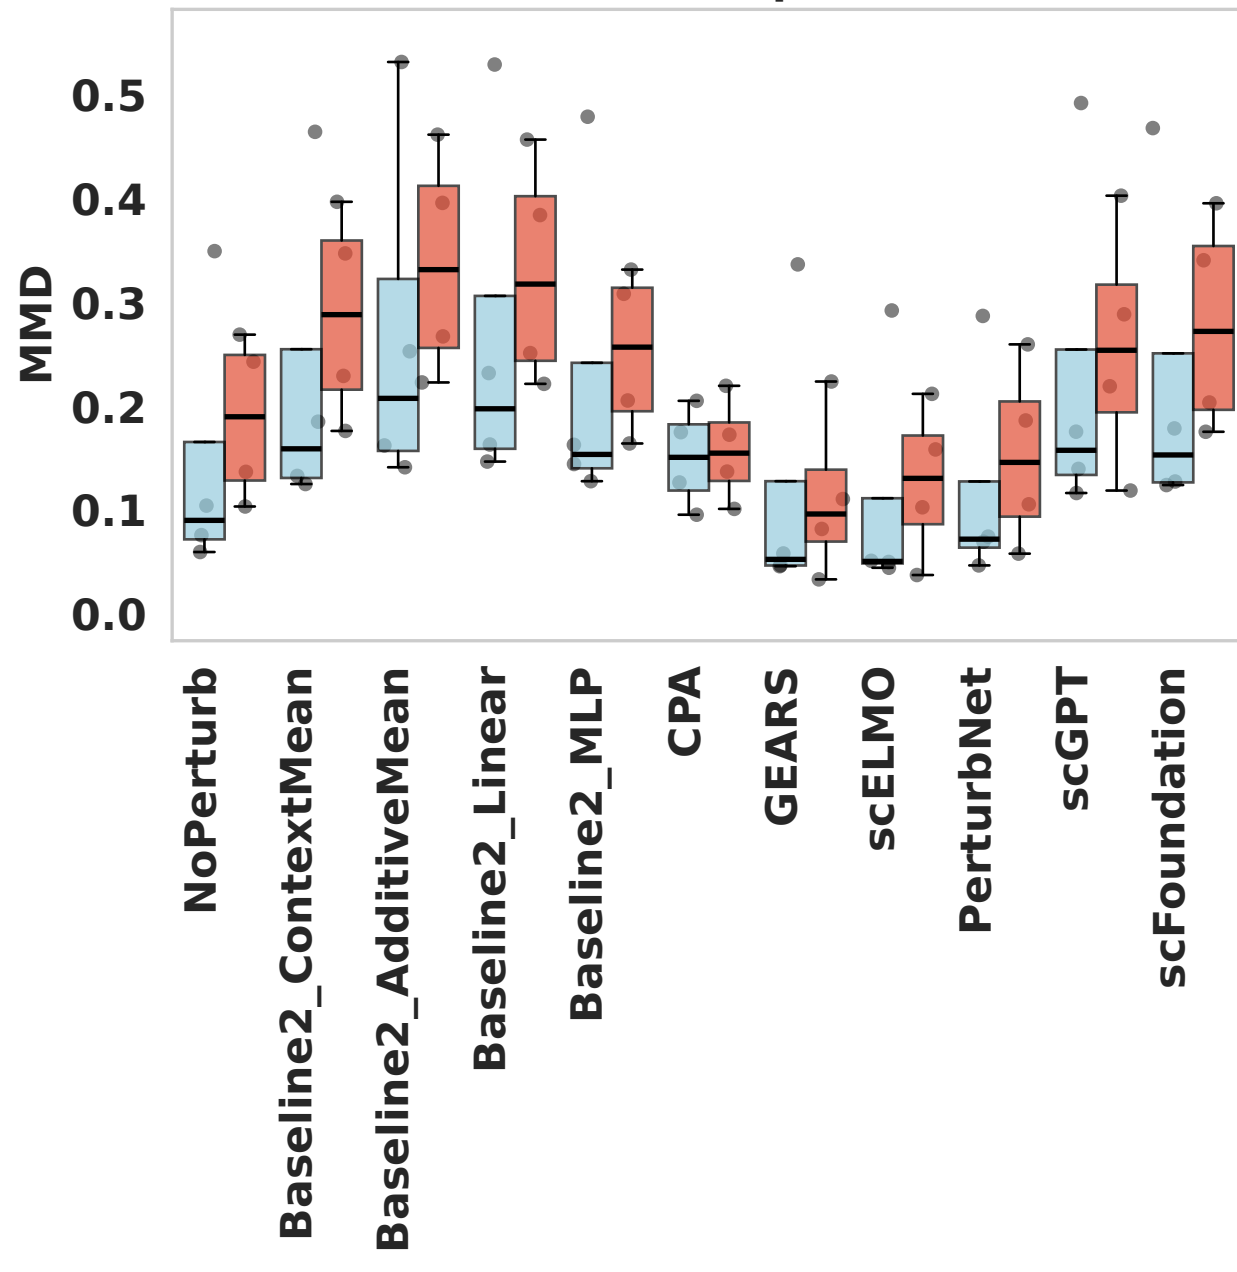 MMD
0.5
0.4
0.3
0.2
0.1
0.0
NoPerturb
Baseline2_ContextMean
Baseline2_AdditiveMean
Baseline2_Linear
Baseline2_MLP
CPA
GEARS
scELMO
PerturbNet
scGPT
scFoundation